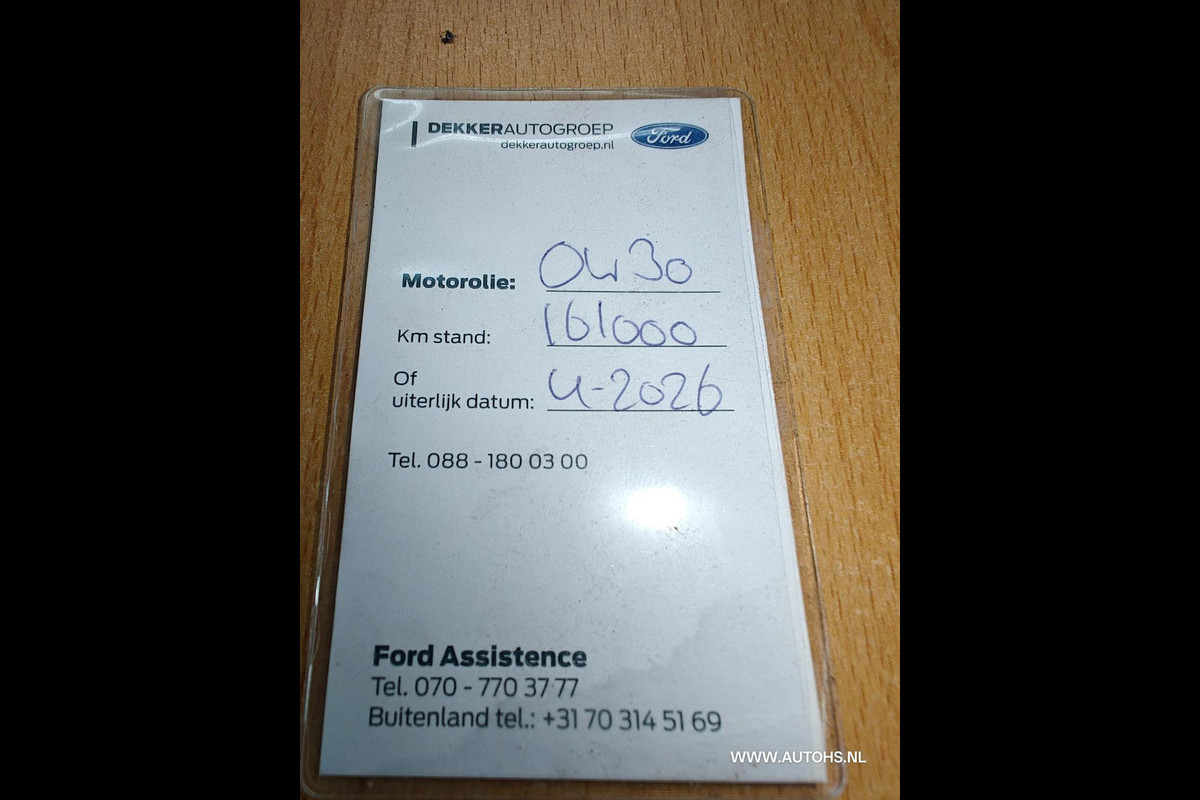 DEKKERAUTOGROEP
dekkerautogroep.nl
Ford
Motorolie: 0w30
Km stand: 161000
Of
uiterlijk datum: 4-2026
Tel. 088 - 180 03 00
Ford Assistence
Tel. 070 - 770 37 77
Buitenland tel.: +31 70 314 51 69
WWW.AUTOHS.NL